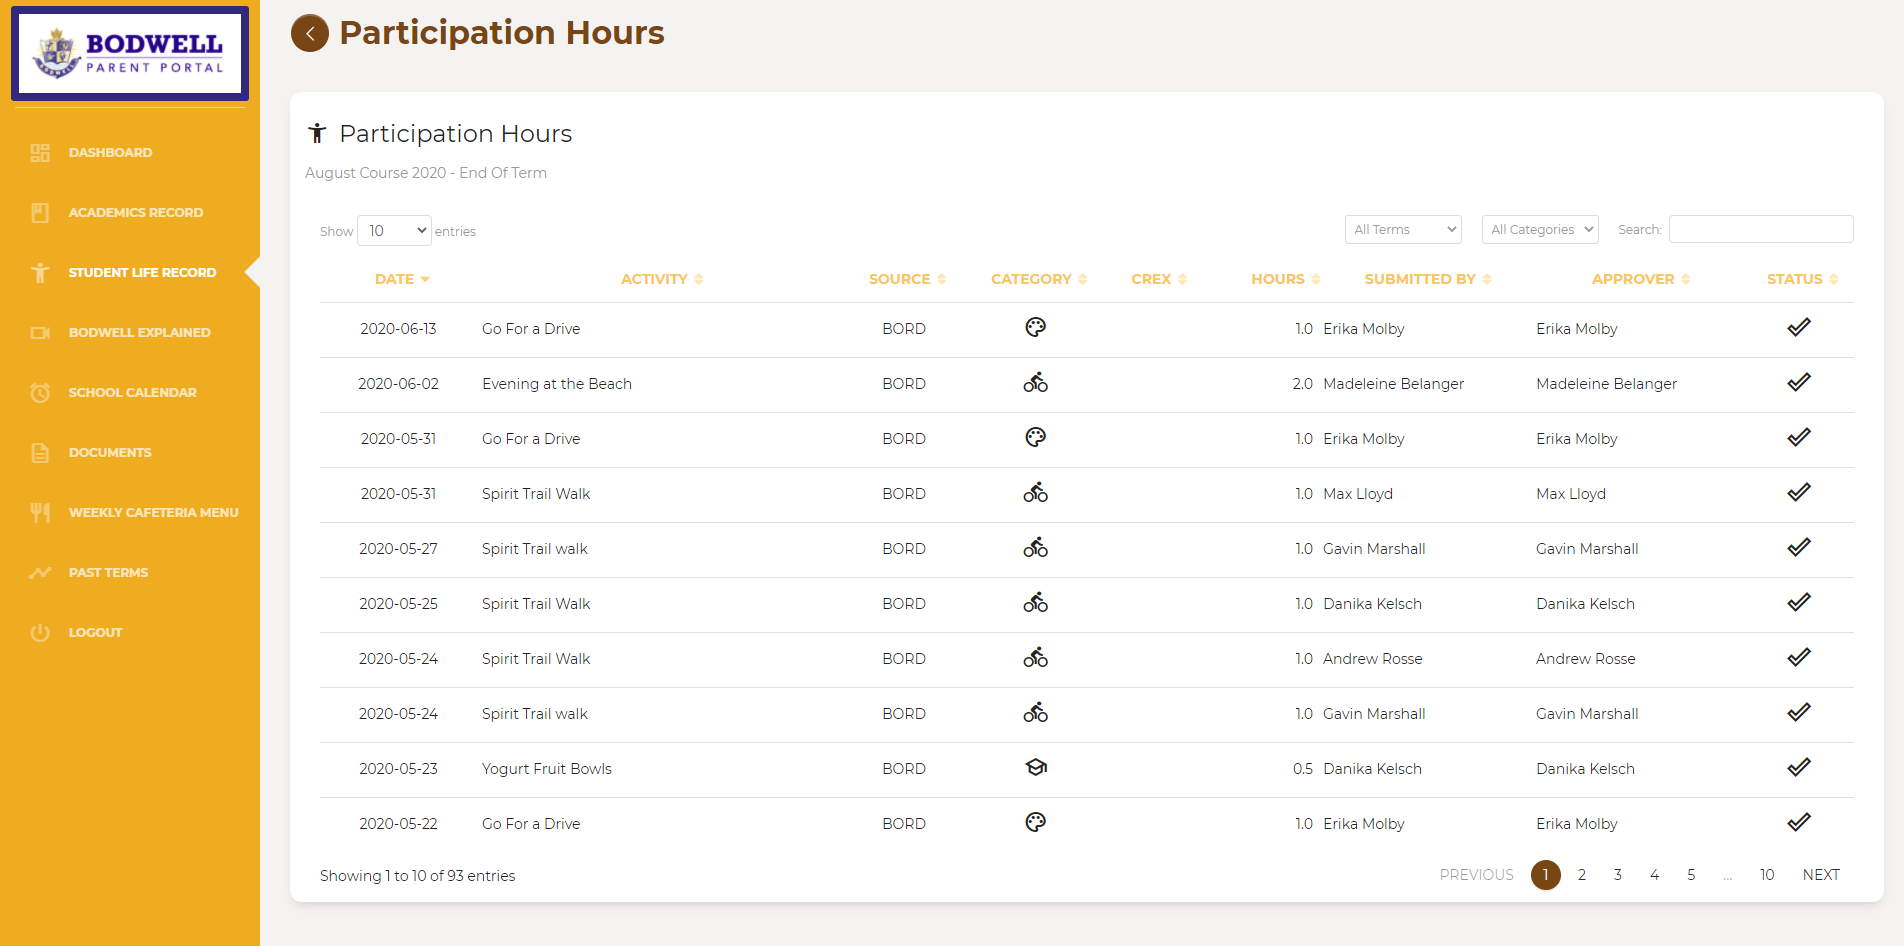 BODWELL
PARENT PORTAL
DASHBOARD
ACADEMICS RECORD
STUDENT LIFE RECORD
BODWELL EXPLAINED
SCHOOL CALENDAR
DOCUMENTS
WEEKLY CAFETERIA MENU
PAST TERMS
LOGOUT
Participation Hours
Participation Hours
August Course 2020 - End Of Term
Show 10 entries All Terms All Categories Search:
DATE ACTIVITY SOURCE CATEGORY CREX HOURS SUBMITTED BY APPROVER STATUS
2020-06-13 Go For a Drive BORD 1.0 Erika Molby Erika Molby
2020-06-02 Evening at the Beach BORD 2.0 Madeleine Belanger Madeleine Belanger
2020-05-31 Go For a Drive BORD 1.0 Erika Molby Erika Molby
2020-05-31 Spirit Trail Walk BORD 1.0 Max Lloyd Max Lloyd
2020-05-27 Spirit Trail walk BORD 1.0 Gavin Marshall Gavin Marshall
2020-05-25 Spirit Trail Walk BORD 1.0 Danika Kelsch Danika Kelsch
2020-05-24 Spirit Trail Walk BORD 1.0 Andrew Rosse Andrew Rosse
2020-05-24 Spirit Trail walk BORD 1.0 Gavin Marshall Gavin Marshall
2020-05-23 Yogurt Fruit Bowls BORD 0.5 Danika Kelsch Danika Kelsch
2020-05-22 Go For a Drive BORD 1.0 Erika Molby Erika Molby
Showing 1 to 10 of 93 entries PREVIOUS 1 2 3 4 5 ... 10 NEXT